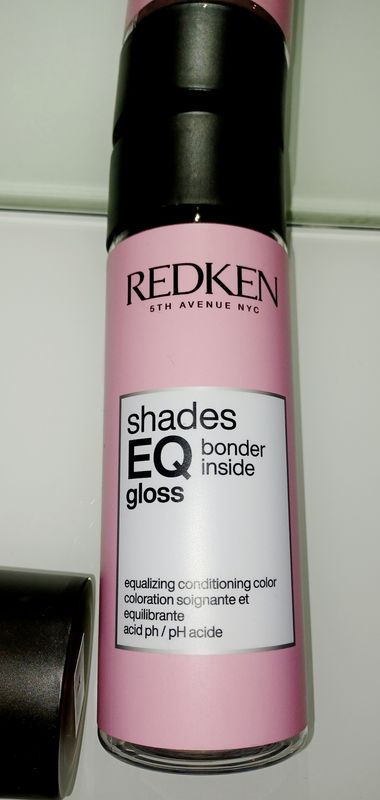 REDKEN
5TH AVENUE NYC
shades
EQ bonder
inside
gloss
equalizing conditioning color
coloration soignante et
equilibrante
acid ph / pH acide